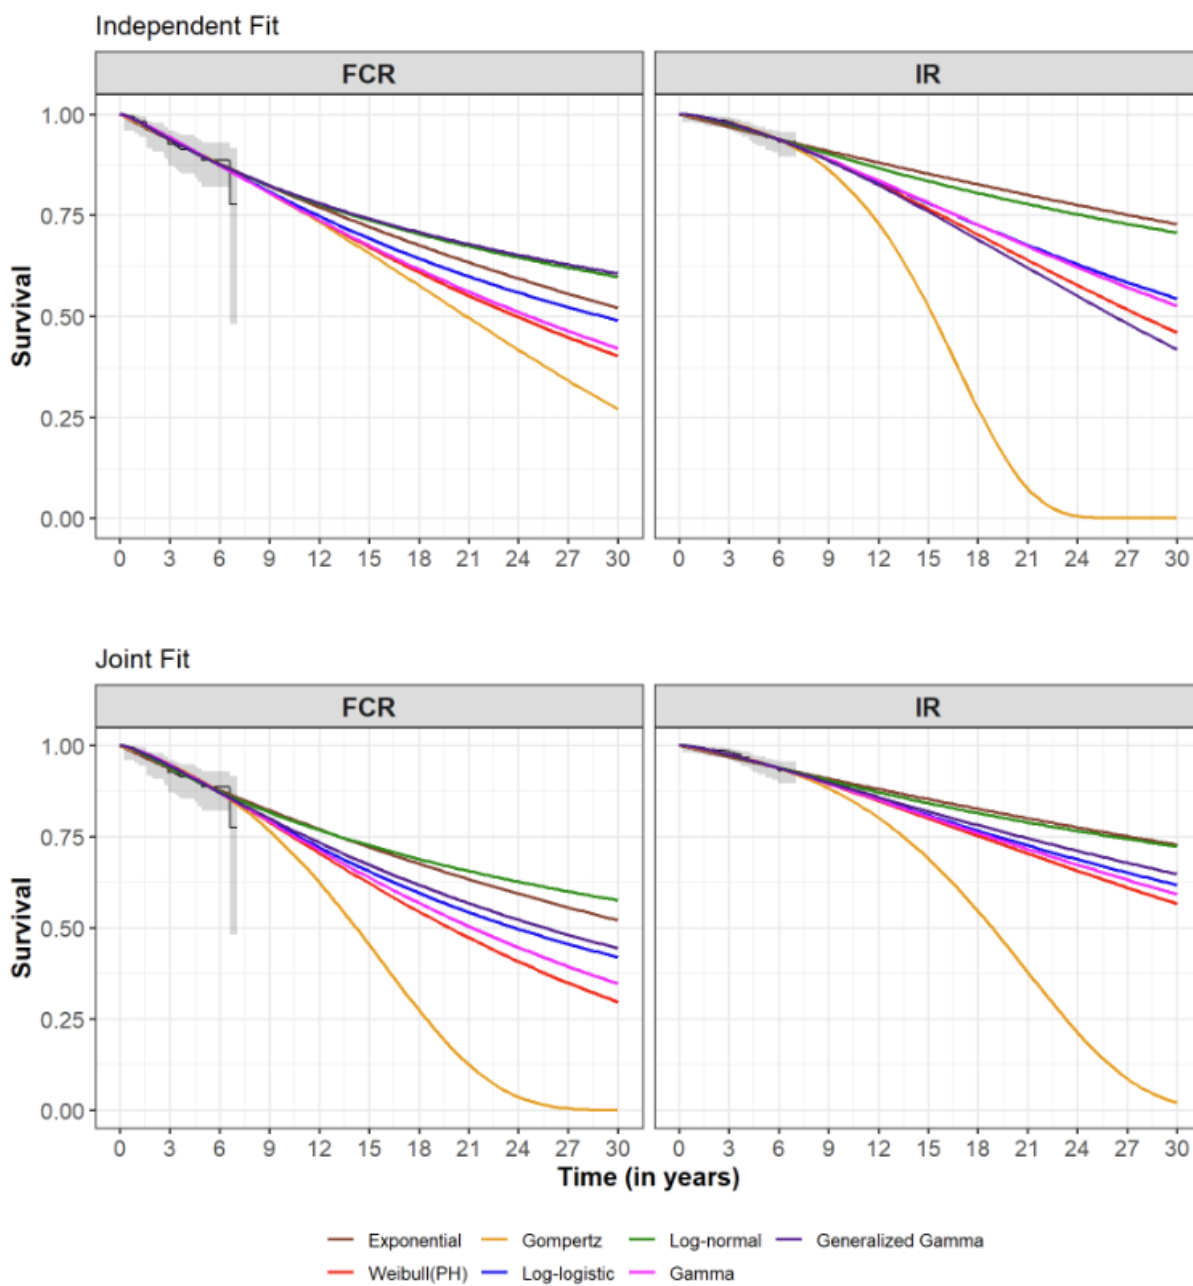 Independent Fit
FCR
IR
Survival
1.00
0.75
0.50
0.25
0.00
0 3 6 9 12 15 18 21 24 27 30
0 3 6 9 12 15 18 21 24 27 30
Joint Fit
FCR
IR
Survival
1.00
0.75
0.50
0.25
0.00
0 3 6 9 12 15 18 21 24 27 30
0 3 6 9 12 15 18 21 24 27 30
Time (in years)
Exponential Gompertz Log-normal Generalized Gamma
Weibull(PH) Log-logistic Gamma